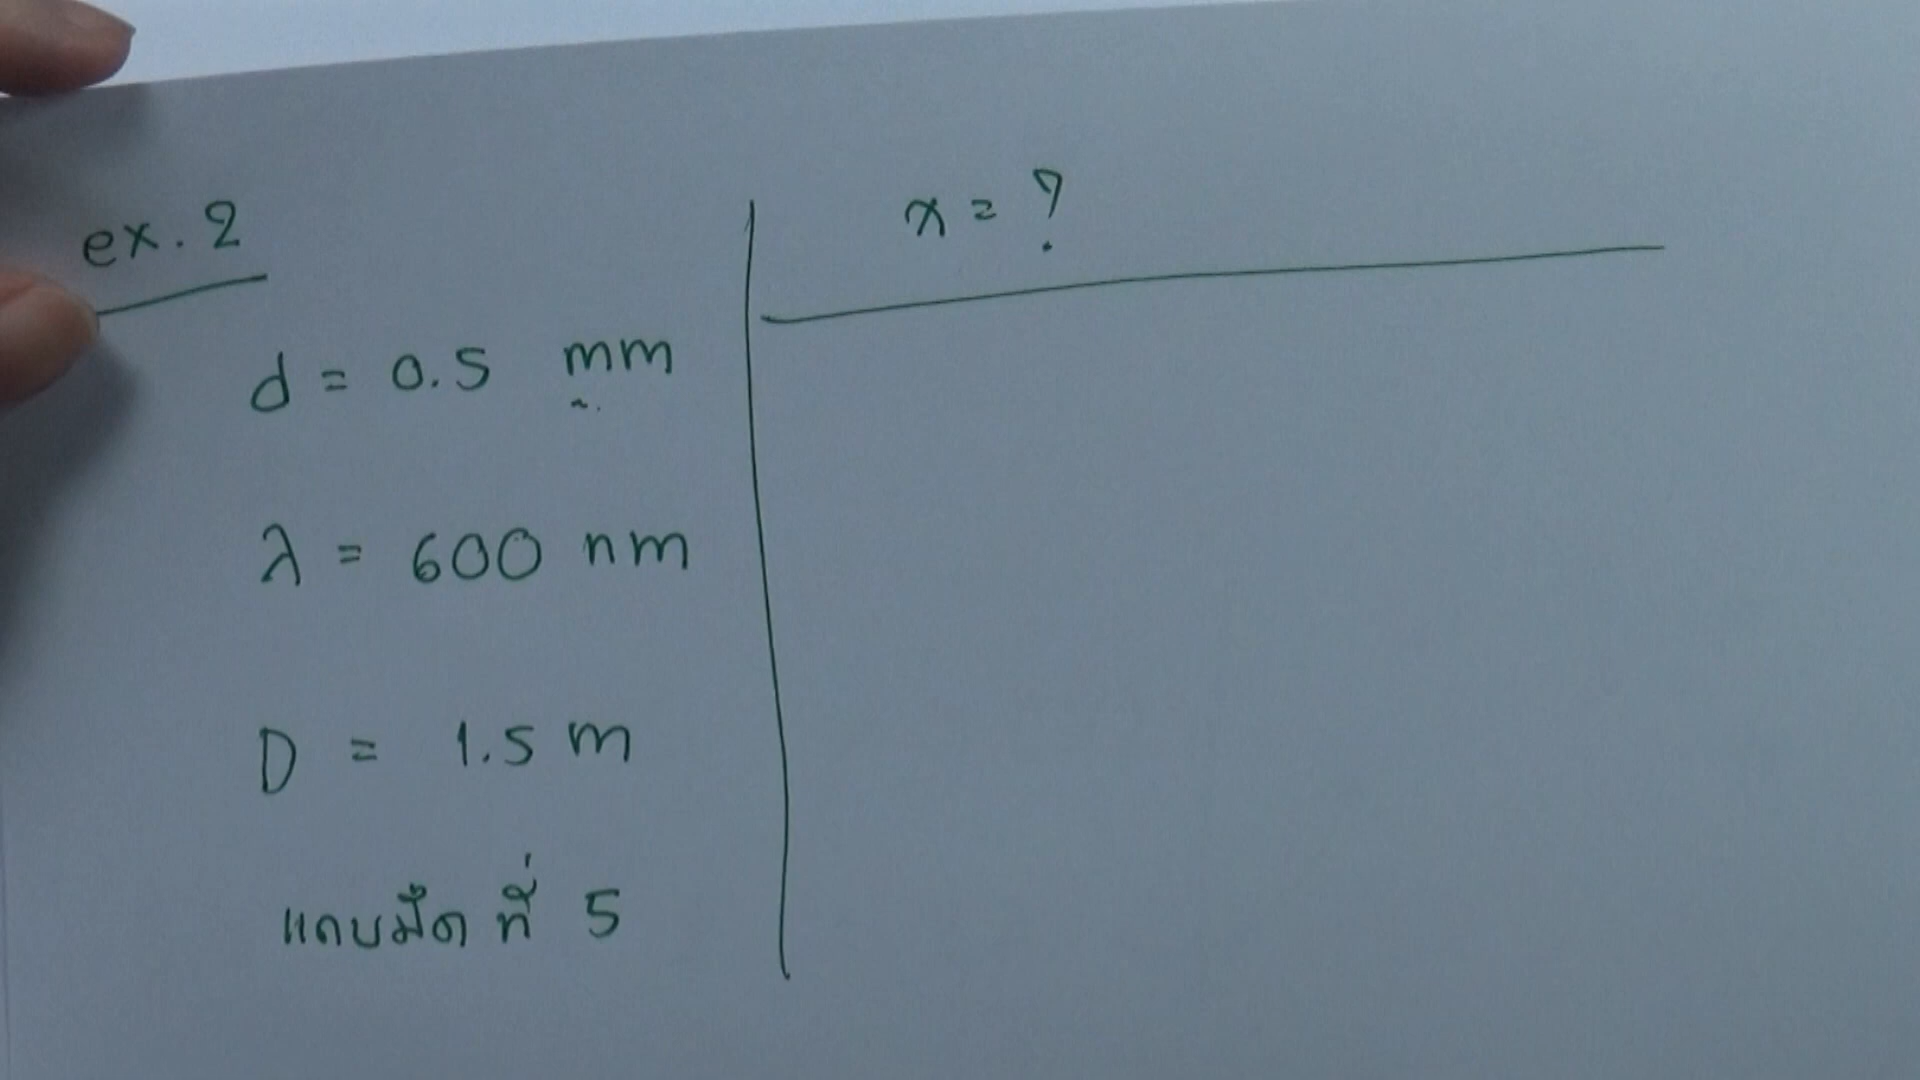 ex. 2
d = 0.5 mm
λ = 600 nm
D = 1.5 m
แถบมืด ที่ 5
x = ?